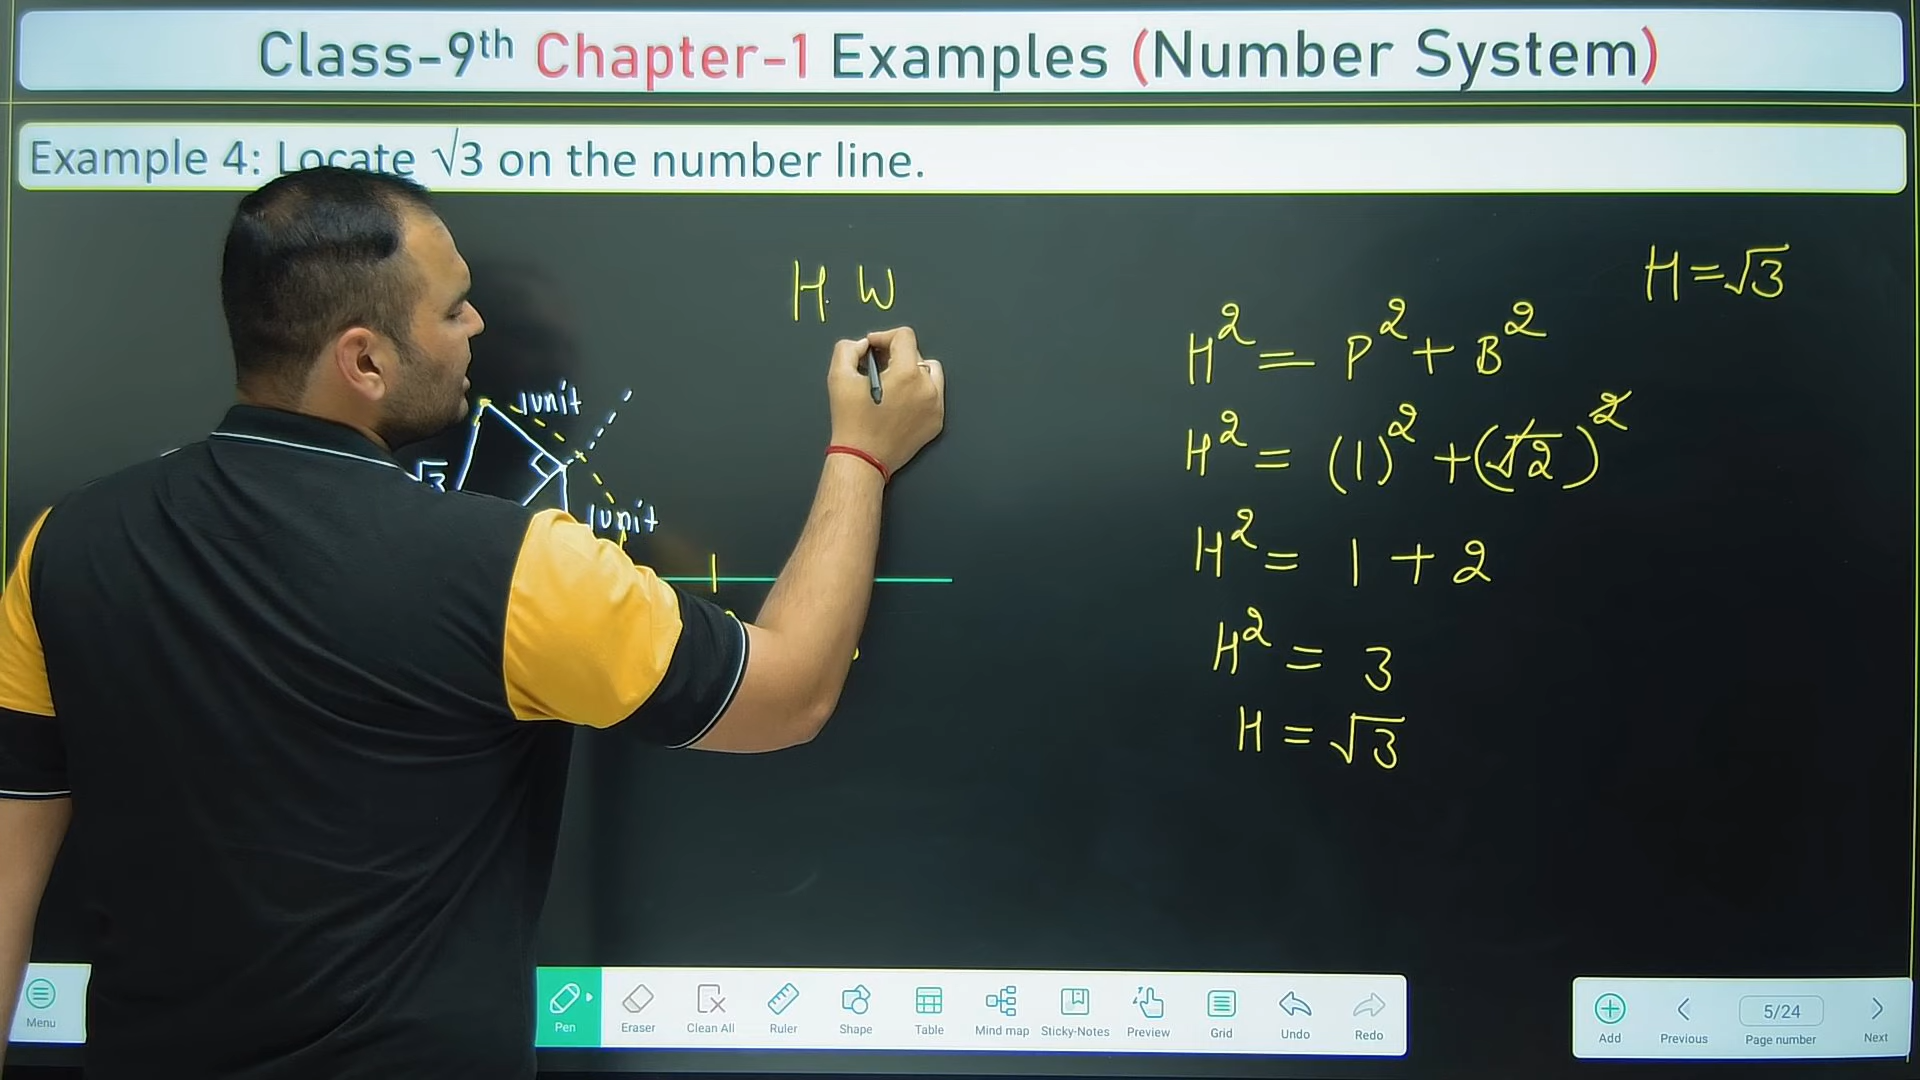 Class-9th Chapter-1 Examples (Number System)
Example 4: Locate √3 on the number line.
H.W
H=√3
H² = P² + B²
H² = (1)² + (√2)²
H² = 1 + 2
H² = 3
H = √3
1unit
√3
1unit
Menu
Pen
Eraser
Clean All
Ruler
Shape
Table
Mind map
Sticky-Notes
Preview
Grid
Undo
Redo
Add
Previous
5/24
Page number
Next